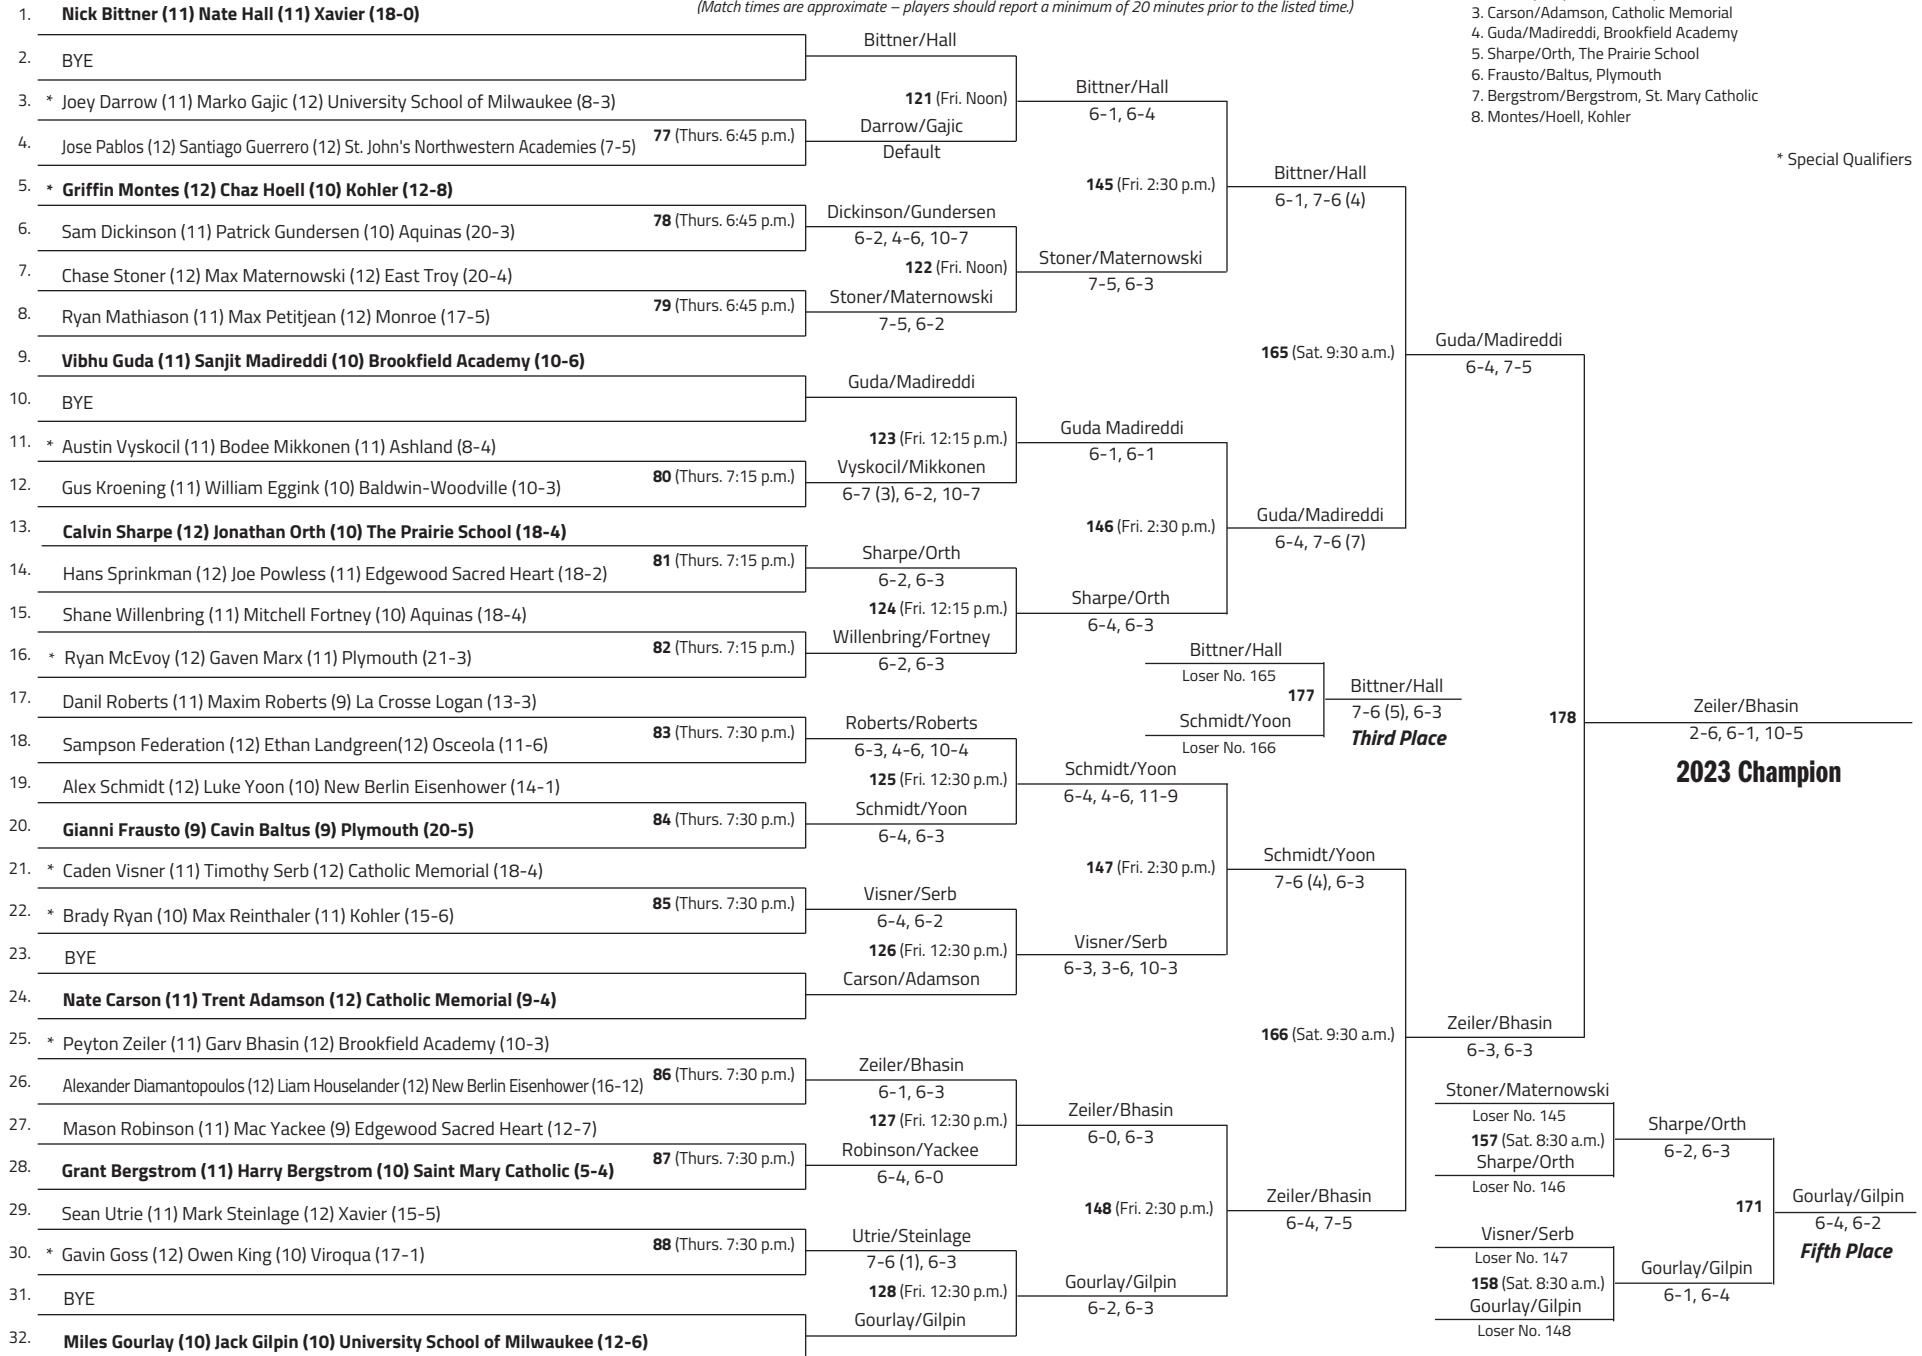 1. Nick Bittner (11) Nate Hall (11) Xavier (18-0)
2. BYE
3. * Joey Darrow (11) Marko Gajic (12) University School of Milwaukee (8-3)
4. Jose Pablos (12) Santiago Guerrero (12) St. John's Northwestern Academies (7-5)
5. * Griffin Montes (12) Chaz Hoell (10) Kohler (12-8)
6. Sam Dickinson (11) Patrick Gundersen (10) Aquinas (20-3)
7. Chase Stoner (12) Max Maternowski (12) East Troy (20-4)
8. Ryan Mathiason (11) Max Petitjean (12) Monroe (17-5)
9. Vibhu Guda (11) Sanjit Madireddi (10) Brookfield Academy (10-6)
10. BYE
11. * Austin Vyskocil (11) Bodee Mikkonen (11) Ashland (8-4)
12. Gus Kroening (11) William Eggink (10) Baldwin-Woodville (10-3)
13. Calvin Sharpe (12) Jonathan Orth (10) The Prairie School (18-4)
14. Hans Sprinkman (12) Joe Powless (11) Edgewood Sacred Heart (18-2)
15. Shane Willenbring (11) Mitchell Fortney (10) Aquinas (18-4)
16. * Ryan McEvoy (12) Gaven Marx (11) Plymouth (21-3)
17. Danil Roberts (11) Maxim Roberts (9) La Crosse Logan (13-3)
18. Sampson Federation (12) Ethan Landgreen(12) Osceola (11-6)
19. Alex Schmidt (12) Luke Yoon (10) New Berlin Eisenhower (14-1)
20. Gianni Frausto (9) Cavin Baltus (9) Plymouth (20-5)
21. * Caden Visner (11) Timothy Serb (12) Catholic Memorial (18-4)
22. * Brady Ryan (10) Max Reinthaler (11) Kohler (15-6)
23. BYE
24. Nate Carson (11) Trent Adamson (12) Catholic Memorial (9-4)
25. * Peyton Zeiler (11) Garv Bhasin (12) Brookfield Academy (10-3)
26. Alexander Diamantopoulos (12) Liam Houselander (12) New Berlin Eisenhower (16-12)
27. Mason Robinson (11) Mac Yackee (9) Edgewood Sacred Heart (12-7)
28. Grant Bergstrom (11) Harry Bergstrom (10) Saint Mary Catholic (5-4)
29. Sean Utrie (11) Mark Steinlage (12) Xavier (15-5)
30. * Gavin Goss (12) Owen King (10) Viroqua (17-1)
31. BYE
32. Miles Gourlay (10) Jack Gilpin (10) University School of Milwaukee (12-6)
77 (Thurs. 6:45 p.m.)
78 (Thurs. 6:45 p.m.)
79 (Thurs. 6:45 p.m.)
80 (Thurs. 7:15 p.m.)
81 (Thurs. 7:15 p.m.)
82 (Thurs. 7:15 p.m.)
83 (Thurs. 7:30 p.m.)
84 (Thurs. 7:30 p.m.)
85 (Thurs. 7:30 p.m.)
86 (Thurs. 7:30 p.m.)
87 (Thurs. 7:30 p.m.)
88 (Thurs. 7:30 p.m.)
(Match times are approximate – players should report a minimum of 20 minutes prior to the listed time.)
Bittner/Hall
121 (Fri. Noon)
Darrow/Gajic
Default
Dickinson/Gundersen
6-2, 4-6, 10-7
122 (Fri. Noon)
Stoner/Maternowski
7-5, 6-2
Guda/Madireddi
123 (Fri. 12:15 p.m.)
Vyskocil/Mikkonen
6-7 (3), 6-2, 10-7
Sharpe/Orth
6-2, 6-3
124 (Fri. 12:15 p.m.)
Willenbring/Fortney
6-2, 6-3
Roberts/Roberts
6-3, 4-6, 10-4
125 (Fri. 12:30 p.m.)
Schmidt/Yoon
6-4, 6-3
Visner/Serb
6-4, 6-2
126 (Fri. 12:30 p.m.)
Carson/Adamson
Zeiler/Bhasin
6-1, 6-3
127 (Fri. 12:30 p.m.)
Robinson/Yackee
6-4, 6-0
Utrie/Steinlage
7-6 (1), 6-3
128 (Fri. 12:30 p.m.)
Gourlay/Gilpin
Bittner/Hall
6-1, 6-4
145 (Fri. 2:30 p.m.)
Stoner/Maternowski
7-5, 6-3
Guda Madireddi
6-1, 6-1
146 (Fri. 2:30 p.m.)
Sharpe/Orth
6-4, 6-3
Schmidt/Yoon
6-4, 4-6, 11-9
147 (Fri. 2:30 p.m.)
Visner/Serb
6-3, 3-6, 10-3
Zeiler/Bhasin
6-0, 6-3
148 (Fri. 2:30 p.m.)
Gourlay/Gilpin
6-2, 6-3
Bittner/Hall
6-1, 7-6 (4)
165 (Sat. 9:30 a.m.)
Guda/Madireddi
6-4, 7-6 (7)
Schmidt/Yoon
7-6 (4), 6-3
166 (Sat. 9:30 a.m.)
Zeiler/Bhasin
6-4, 7-5
Guda/Madireddi
6-4, 7-5
178
Zeiler/Bhasin
6-3, 6-3
Zeiler/Bhasin
2-6, 6-1, 10-5
2023 Champion
Bittner/Hall
Loser No. 165
177
Schmidt/Yoon
Loser No. 166
Bittner/Hall
7-6 (5), 6-3
Third Place
Stoner/Maternowski
Loser No. 145
157 (Sat. 8:30 a.m.)
Sharpe/Orth
Loser No. 146
Sharpe/Orth
6-2, 6-3
171
Visner/Serb
Loser No. 147
158 (Sat. 8:30 a.m.)
Gourlay/Gilpin
Loser No. 148
Gourlay/Gilpin
6-1, 6-4
Gourlay/Gilpin
6-4, 6-2
Fifth Place
3. Carson/Adamson, Catholic Memorial
4. Guda/Madireddi, Brookfield Academy
5. Sharpe/Orth, The Prairie School
6. Frausto/Baltus, Plymouth
7. Bergstrom/Bergstrom, St. Mary Catholic
8. Montes/Hoell, Kohler
* Special Qualifiers